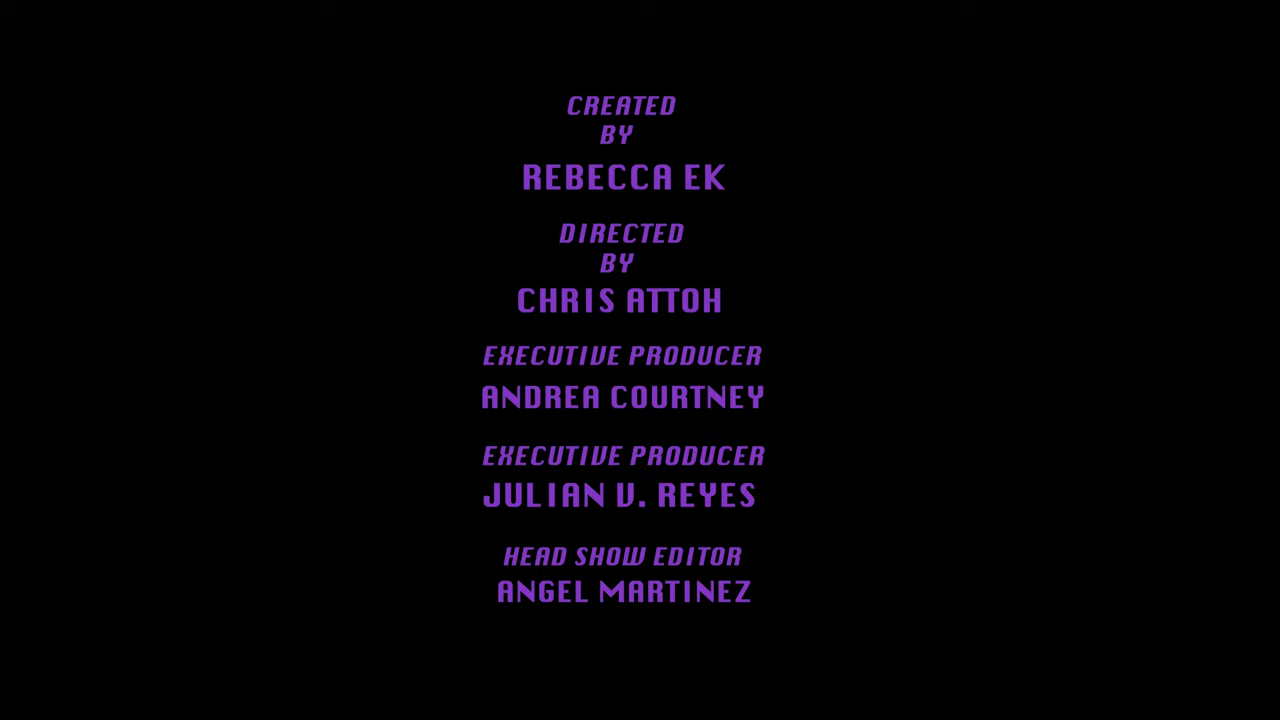 CREATED
BY
REBECCA EK
DIRECTED
BY
CHRIS ATTOH
EXECUTIVE PRODUCER
ANDREA COURTNEY
EXECUTIVE PRODUCER
JULIAN V. REYES
HEAD SHOW EDITOR
ANGEL MARTINEZ